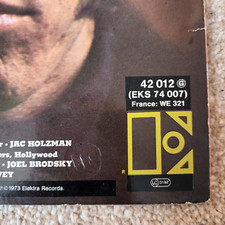 42 012 G
(EKS 74 007)
France: WE 321
r - JAC HOLZMAN
ers, Hollywood
- JOEL BRODSKY
VEY
©1973 Elektra Records.
R